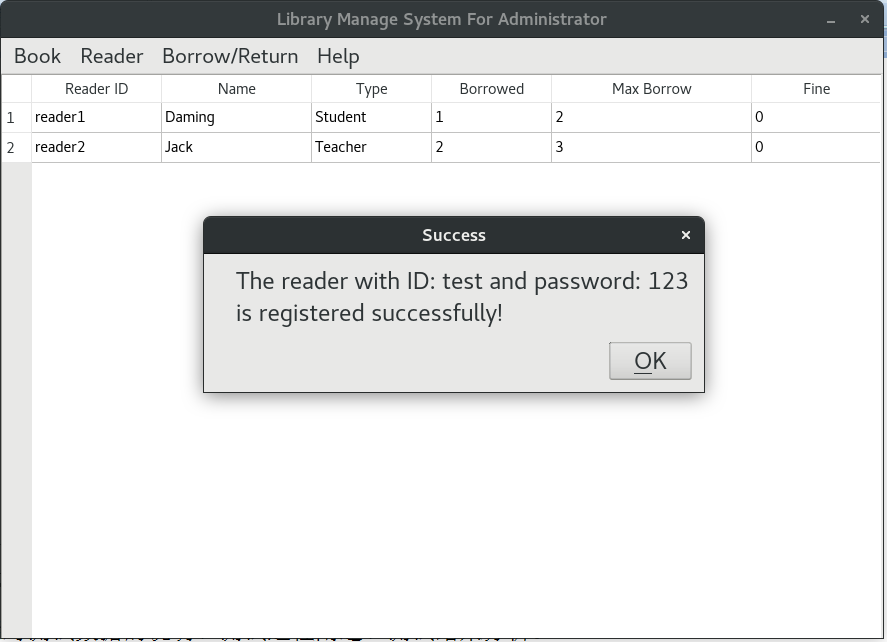 Library Manage System For Administrator
Book Reader Borrow/Return Help
Reader ID Name Type Borrowed Max Borrow Fine
1 reader1 Daming Student 1 2 0
2 reader2 Jack Teacher 2 3 0
Success
The reader with ID: test and password: 123
is registered successfully!
OK